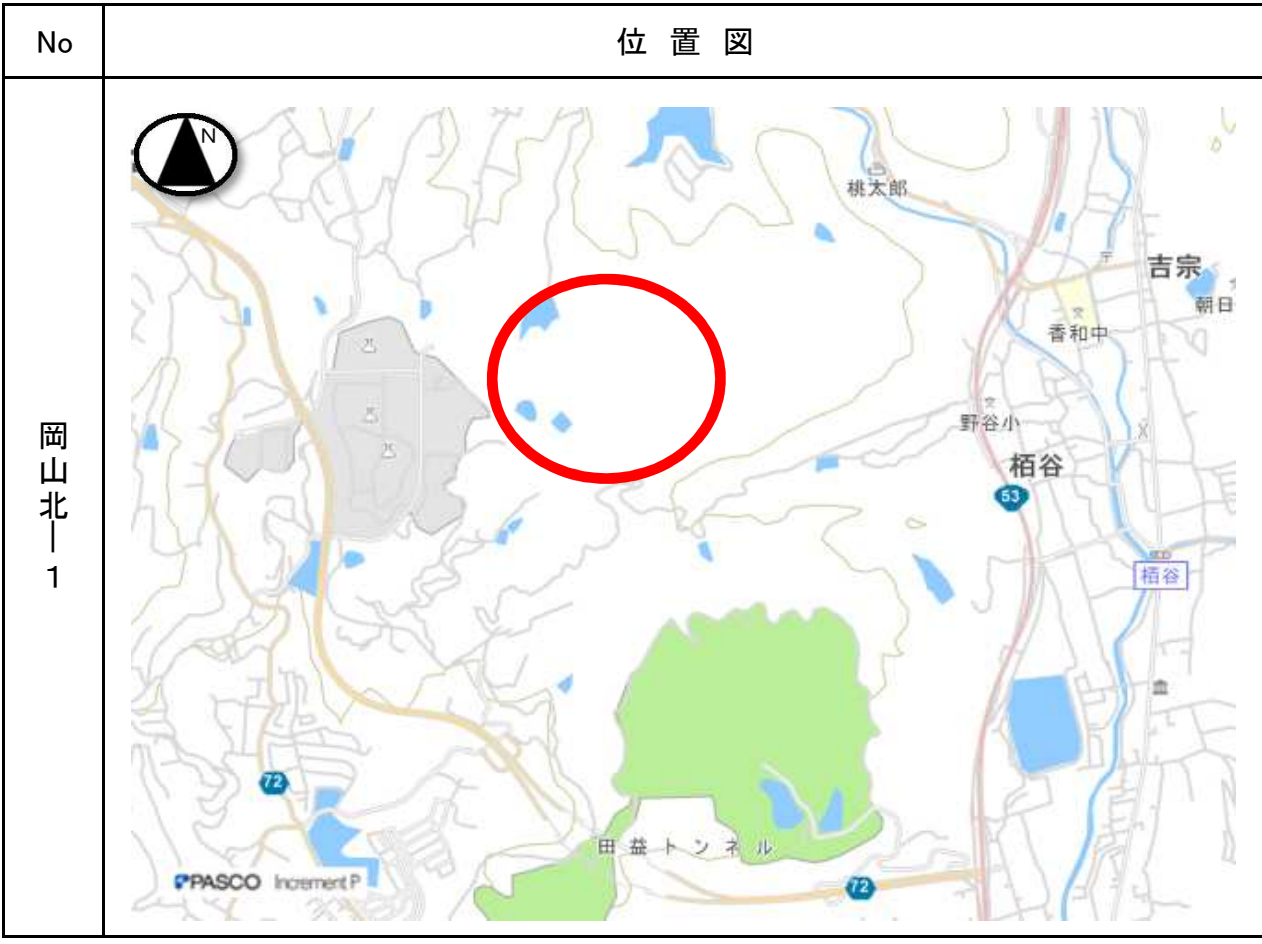 No
位置図
岡山北―1
N
桃太郎
吉宗
朝日
香和中
野谷小
栢谷
53
栢谷
72
田益トンネル
72
PASCO Increment P